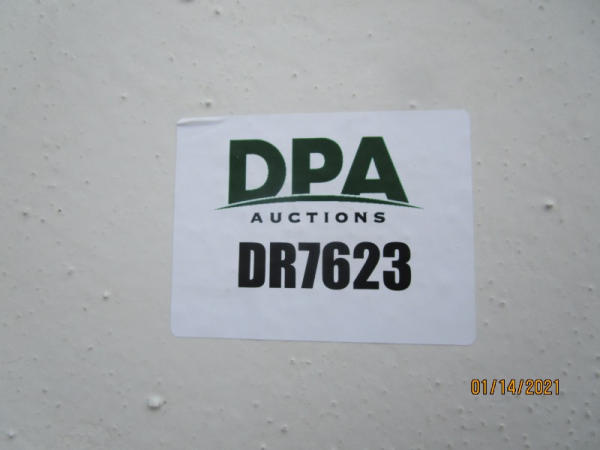 DPA
AUCTIONS
DR7623
01/14/2021